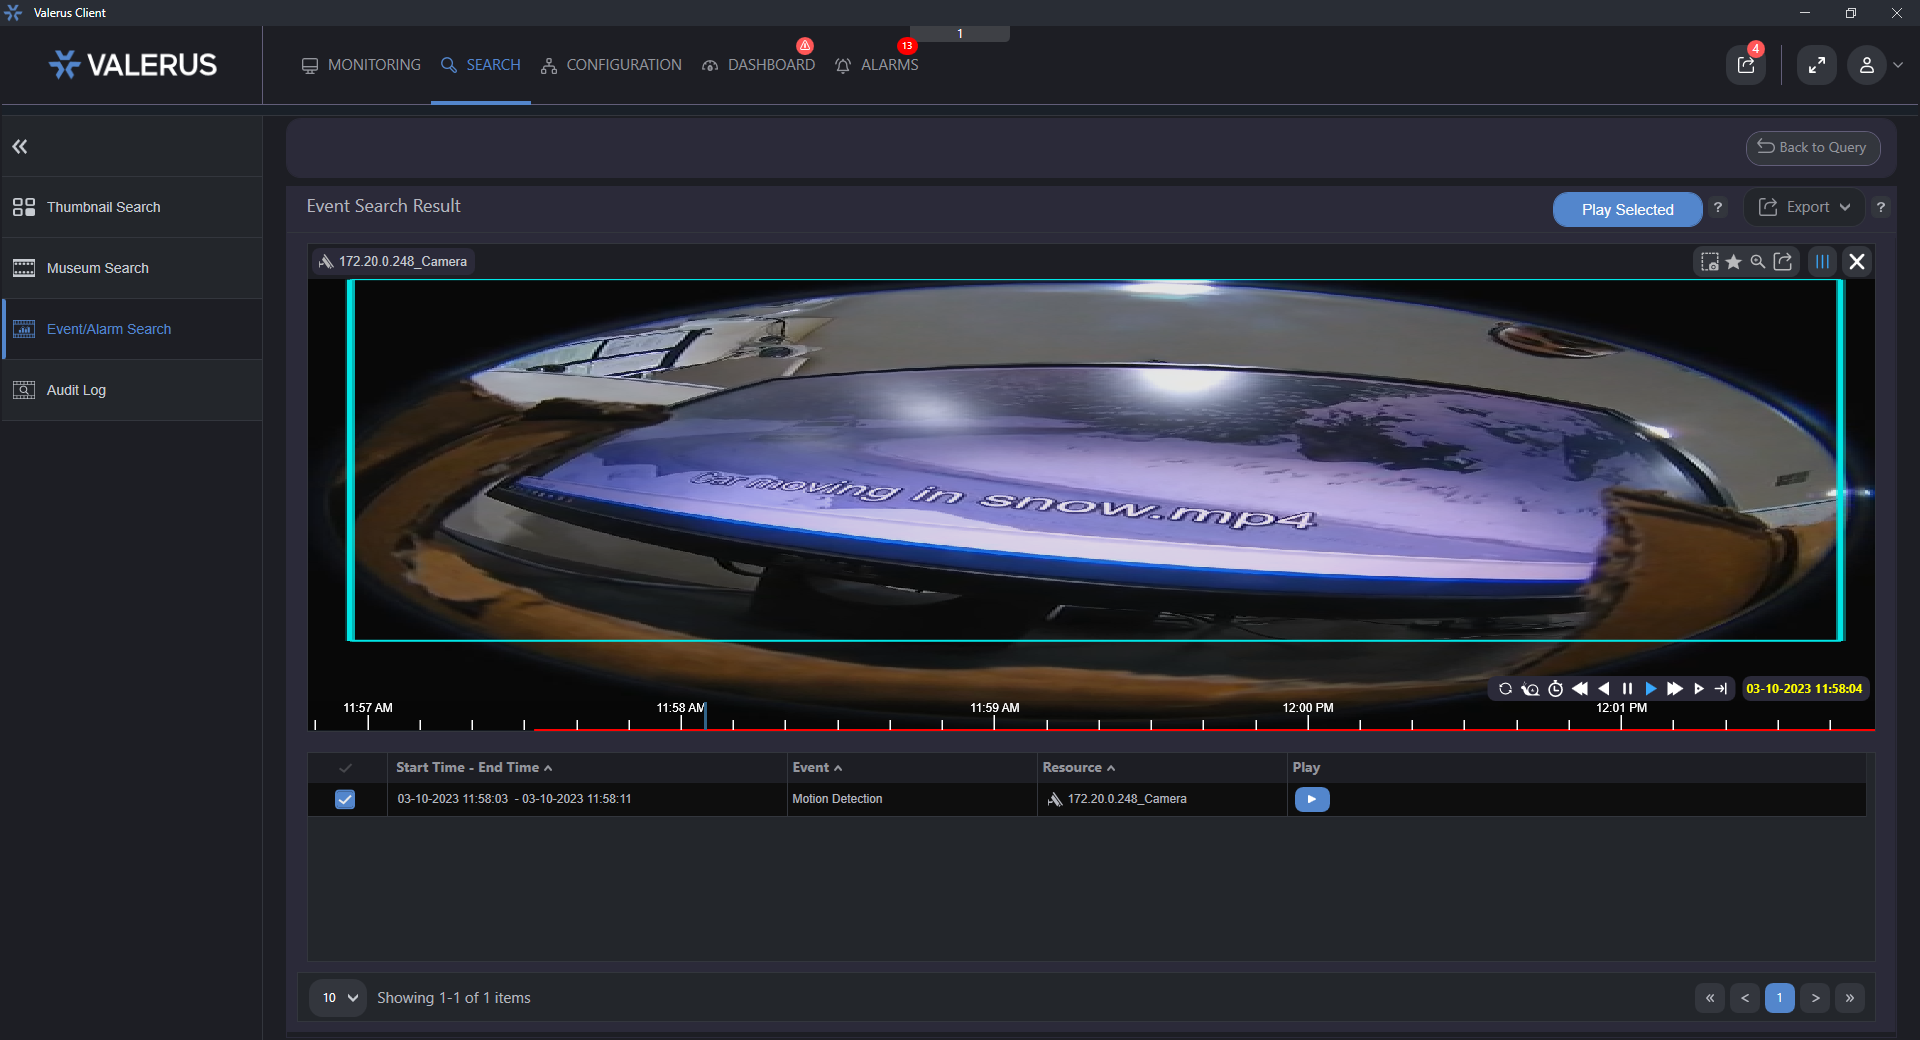 Valerus Client
1
VALERUS
MONITORING
SEARCH
CONFIGURATION
DASHBOARD
13
ALARMS
4
Back to Query
Thumbnail Search
Museum Search
Event/Alarm Search
Audit Log
Event Search Result
Play Selected
?
Export
?
172.20.0.248_Camera
Car moving in snow.mp4
03-10-2023 11:58:04
11:57 AM
11:58 AM
11:59 AM
12:00 PM
12:01 PM
Start Time - End Time
Event
Resource
Play
03-10-2023 11:58:03 - 03-10-2023 11:58:11
Motion Detection
172.20.0.248_Camera
10
Showing 1-1 of 1 items
« < 1 > »